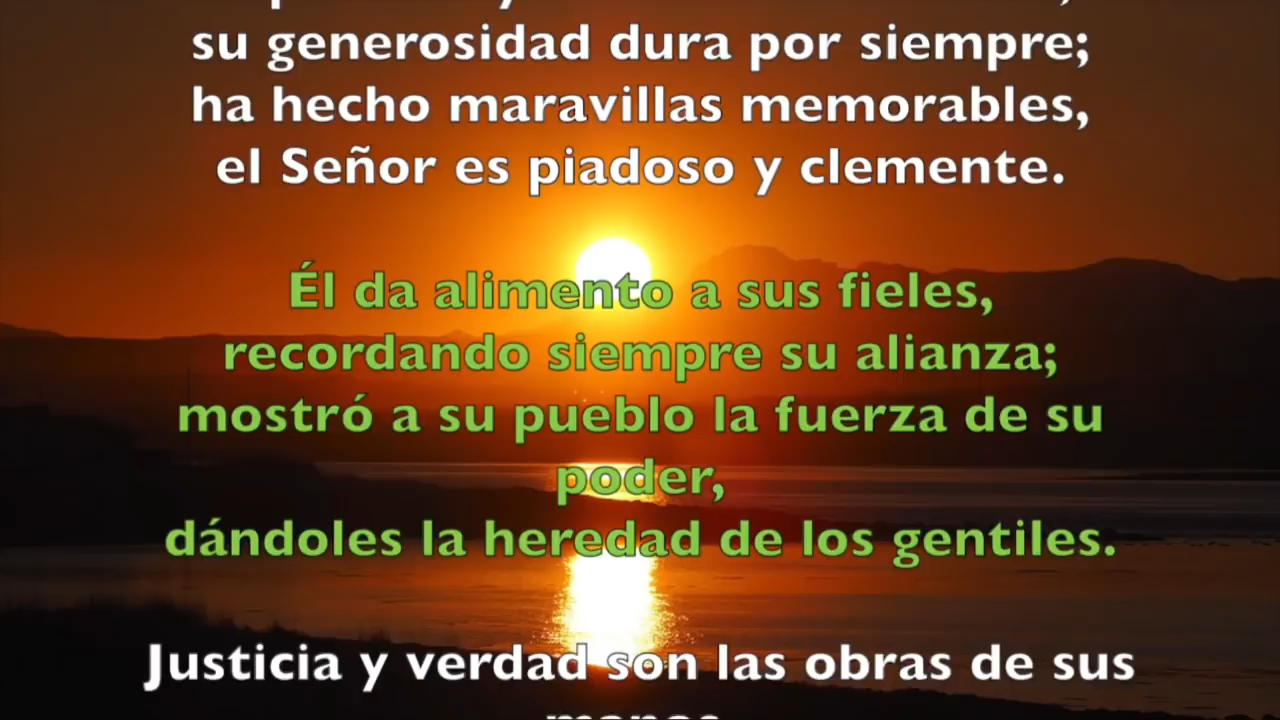 su generosidad dura por siempre;
ha hecho maravillas memorables,
el Señor es piadoso y clemente.
Él da alimento a sus fieles,
recordando siempre su alianza;
mostró a su pueblo la fuerza de su
poder,
dándoles la heredad de los gentiles.
Justicia y verdad son las obras de sus